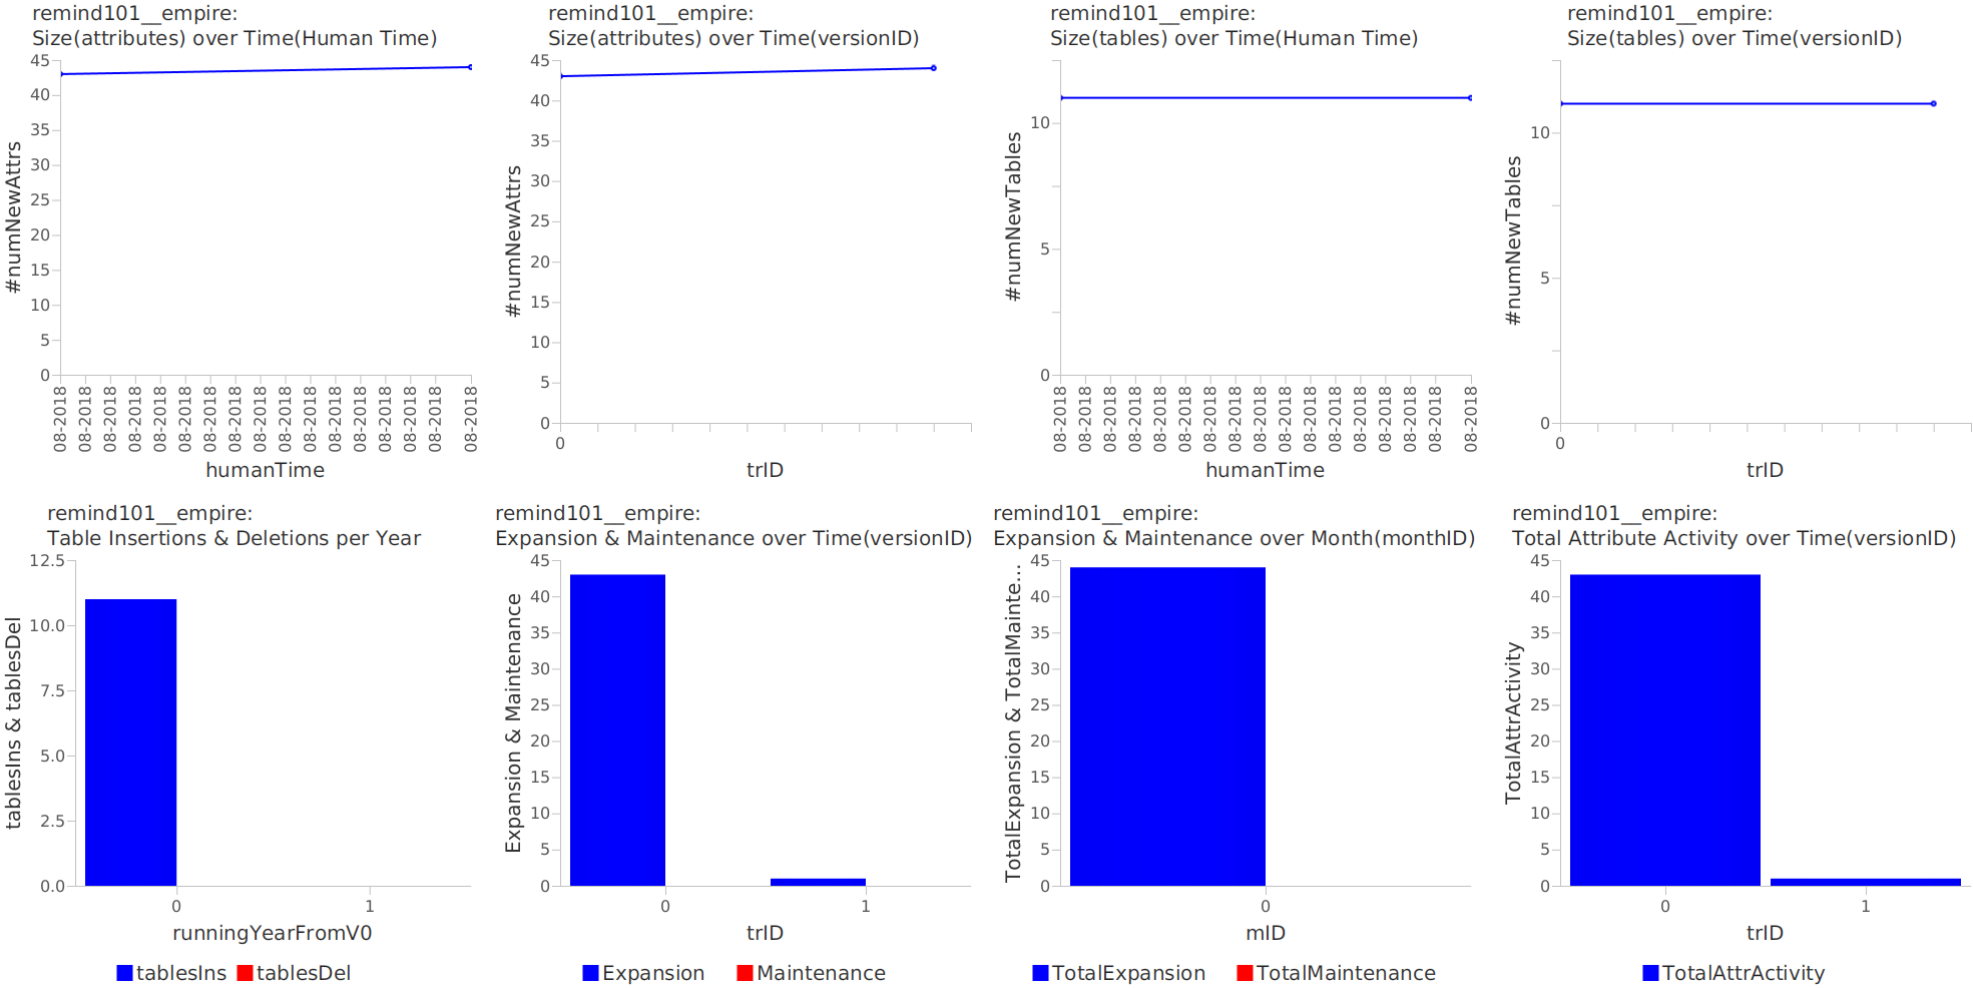 remind101__empire:
Size(attributes) over Time(Human Time)
45
40
35
30
25
20
15
10
5
0
#numNewAttrs
08-2018 08-2018 08-2018 08-2018 08-2018 08-2018 08-2018 08-2018 08-2018 08-2018 08-2018 08-2018 08-2018 08-2018 08-2018 08-2018 08-2018
humanTime
remind101__empire:
Size(attributes) over Time(versionID)
45
40
35
30
25
20
15
10
5
0
#numNewAttrs
0
trID
remind101__empire:
Size(tables) over Time(Human Time)
10
5
0
#numNewTables
08-2018 08-2018 08-2018 08-2018 08-2018 08-2018 08-2018 08-2018 08-2018 08-2018 08-2018 08-2018 08-2018 08-2018 08-2018 08-2018 08-2018
humanTime
remind101__empire:
Size(tables) over Time(versionID)
10
5
0
#numNewTables
0
trID
remind101__empire:
Table Insertions & Deletions per Year
12.5
10.0
7.5
5.0
2.5
0.0
tablesIns & tablesDel
0 1
runningYearFromV0
tablesIns tablesDel
remind101__empire:
Expansion & Maintenance over Time(versionID)
45
40
35
30
25
20
15
10
5
0
Expansion & Maintenance
0 1
trID
Expansion Maintenance
remind101__empire:
Expansion & Maintenance over Month(monthID)
45
40
35
30
25
20
15
10
5
0
TotalExpansion & TotalMainte...
0
mID
TotalExpansion TotalMaintenance
remind101__empire:
Total Attribute Activity over Time(versionID)
45
40
35
30
25
20
15
10
5
0
TotalAttrActivity
0 1
trID
TotalAttrActivity